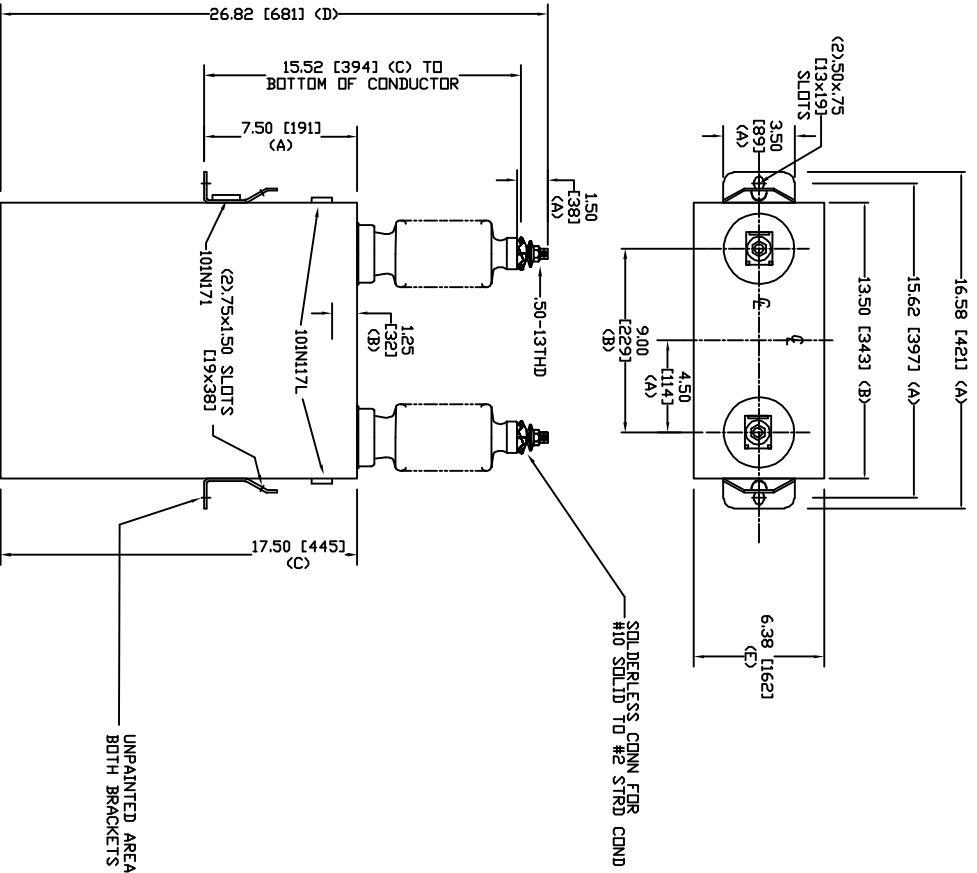 26.82 [681] (D)
15.52 [394] (C) TO
BOTTOM OF CONDUCTOR
7.50 [191]
(A)
1.50
[38]
(A)
.50-13THD
1.25
[32]
(B)
101N117L
101N171
(2).75x1.50 SLOTS
[19x38]
17.50 [445]
(C)
UNPAINTED AREA
BOTH BRACKETS
SOLDERLESS CONN FOR
#10 SOLID TO #2 STRD COND
(2).50x.75
[13x19]
SLOTS
3.50
[89]
(A)
16.58 [421] (A)
15.62 [397] (A)
13.50 [343] (B)
CL
CL
9.00
[229]
(B)
4.50
[114]
(A)
6.38 [162]
(E)